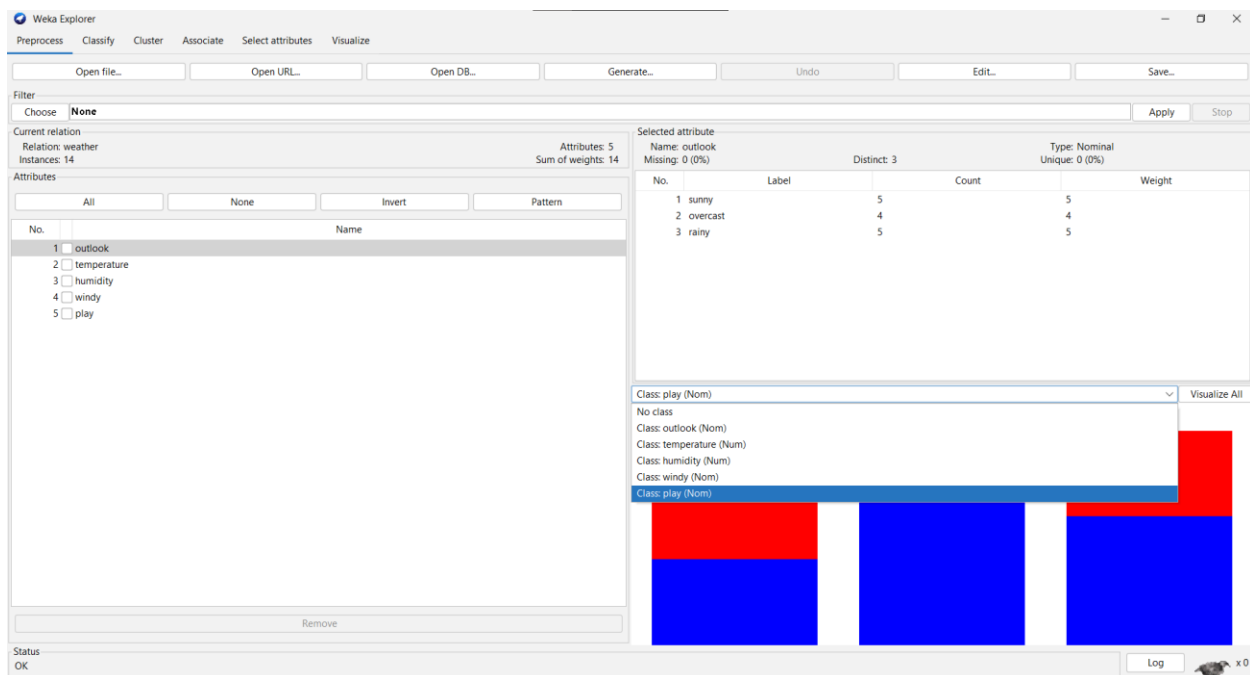 Weka Explorer
Preprocess Classify Cluster Associate Select attributes Visualize
Open file... Open URL... Open DB... Generate... Undo Edit... Save...
Filter
Choose None Apply Stop
Current relation
Relation: weather Attributes: 5
Instances: 14 Sum of weights: 14
Attributes
All None Invert Pattern
No. Name
1 outlook
2 temperature
3 humidity
4 windy
5 play
Remove
Selected attribute
Name: outlook Type: Nominal
Missing: 0 (0%) Distinct: 3 Unique: 0 (0%)
No. Label Count Weight
1 sunny 5 5
2 overcast 4 4
3 rainy 5 5
Class: play (Nom) Visualize All
No class
Class: outlook (Nom)
Class: temperature (Num)
Class: humidity (Num)
Class: windy (Nom)
Class: play (Nom)
Status
OK Log x 0